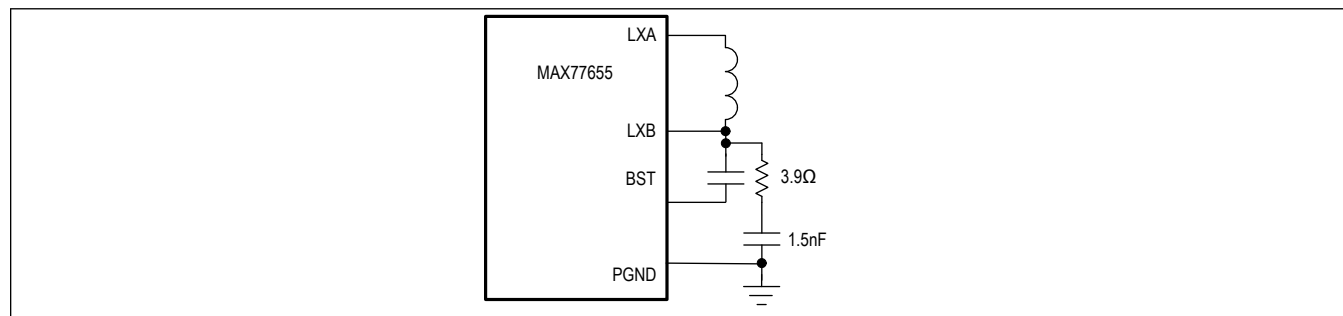 LXA
MAX77655
LXB
BST
3.9Ω
1.5nF
PGND